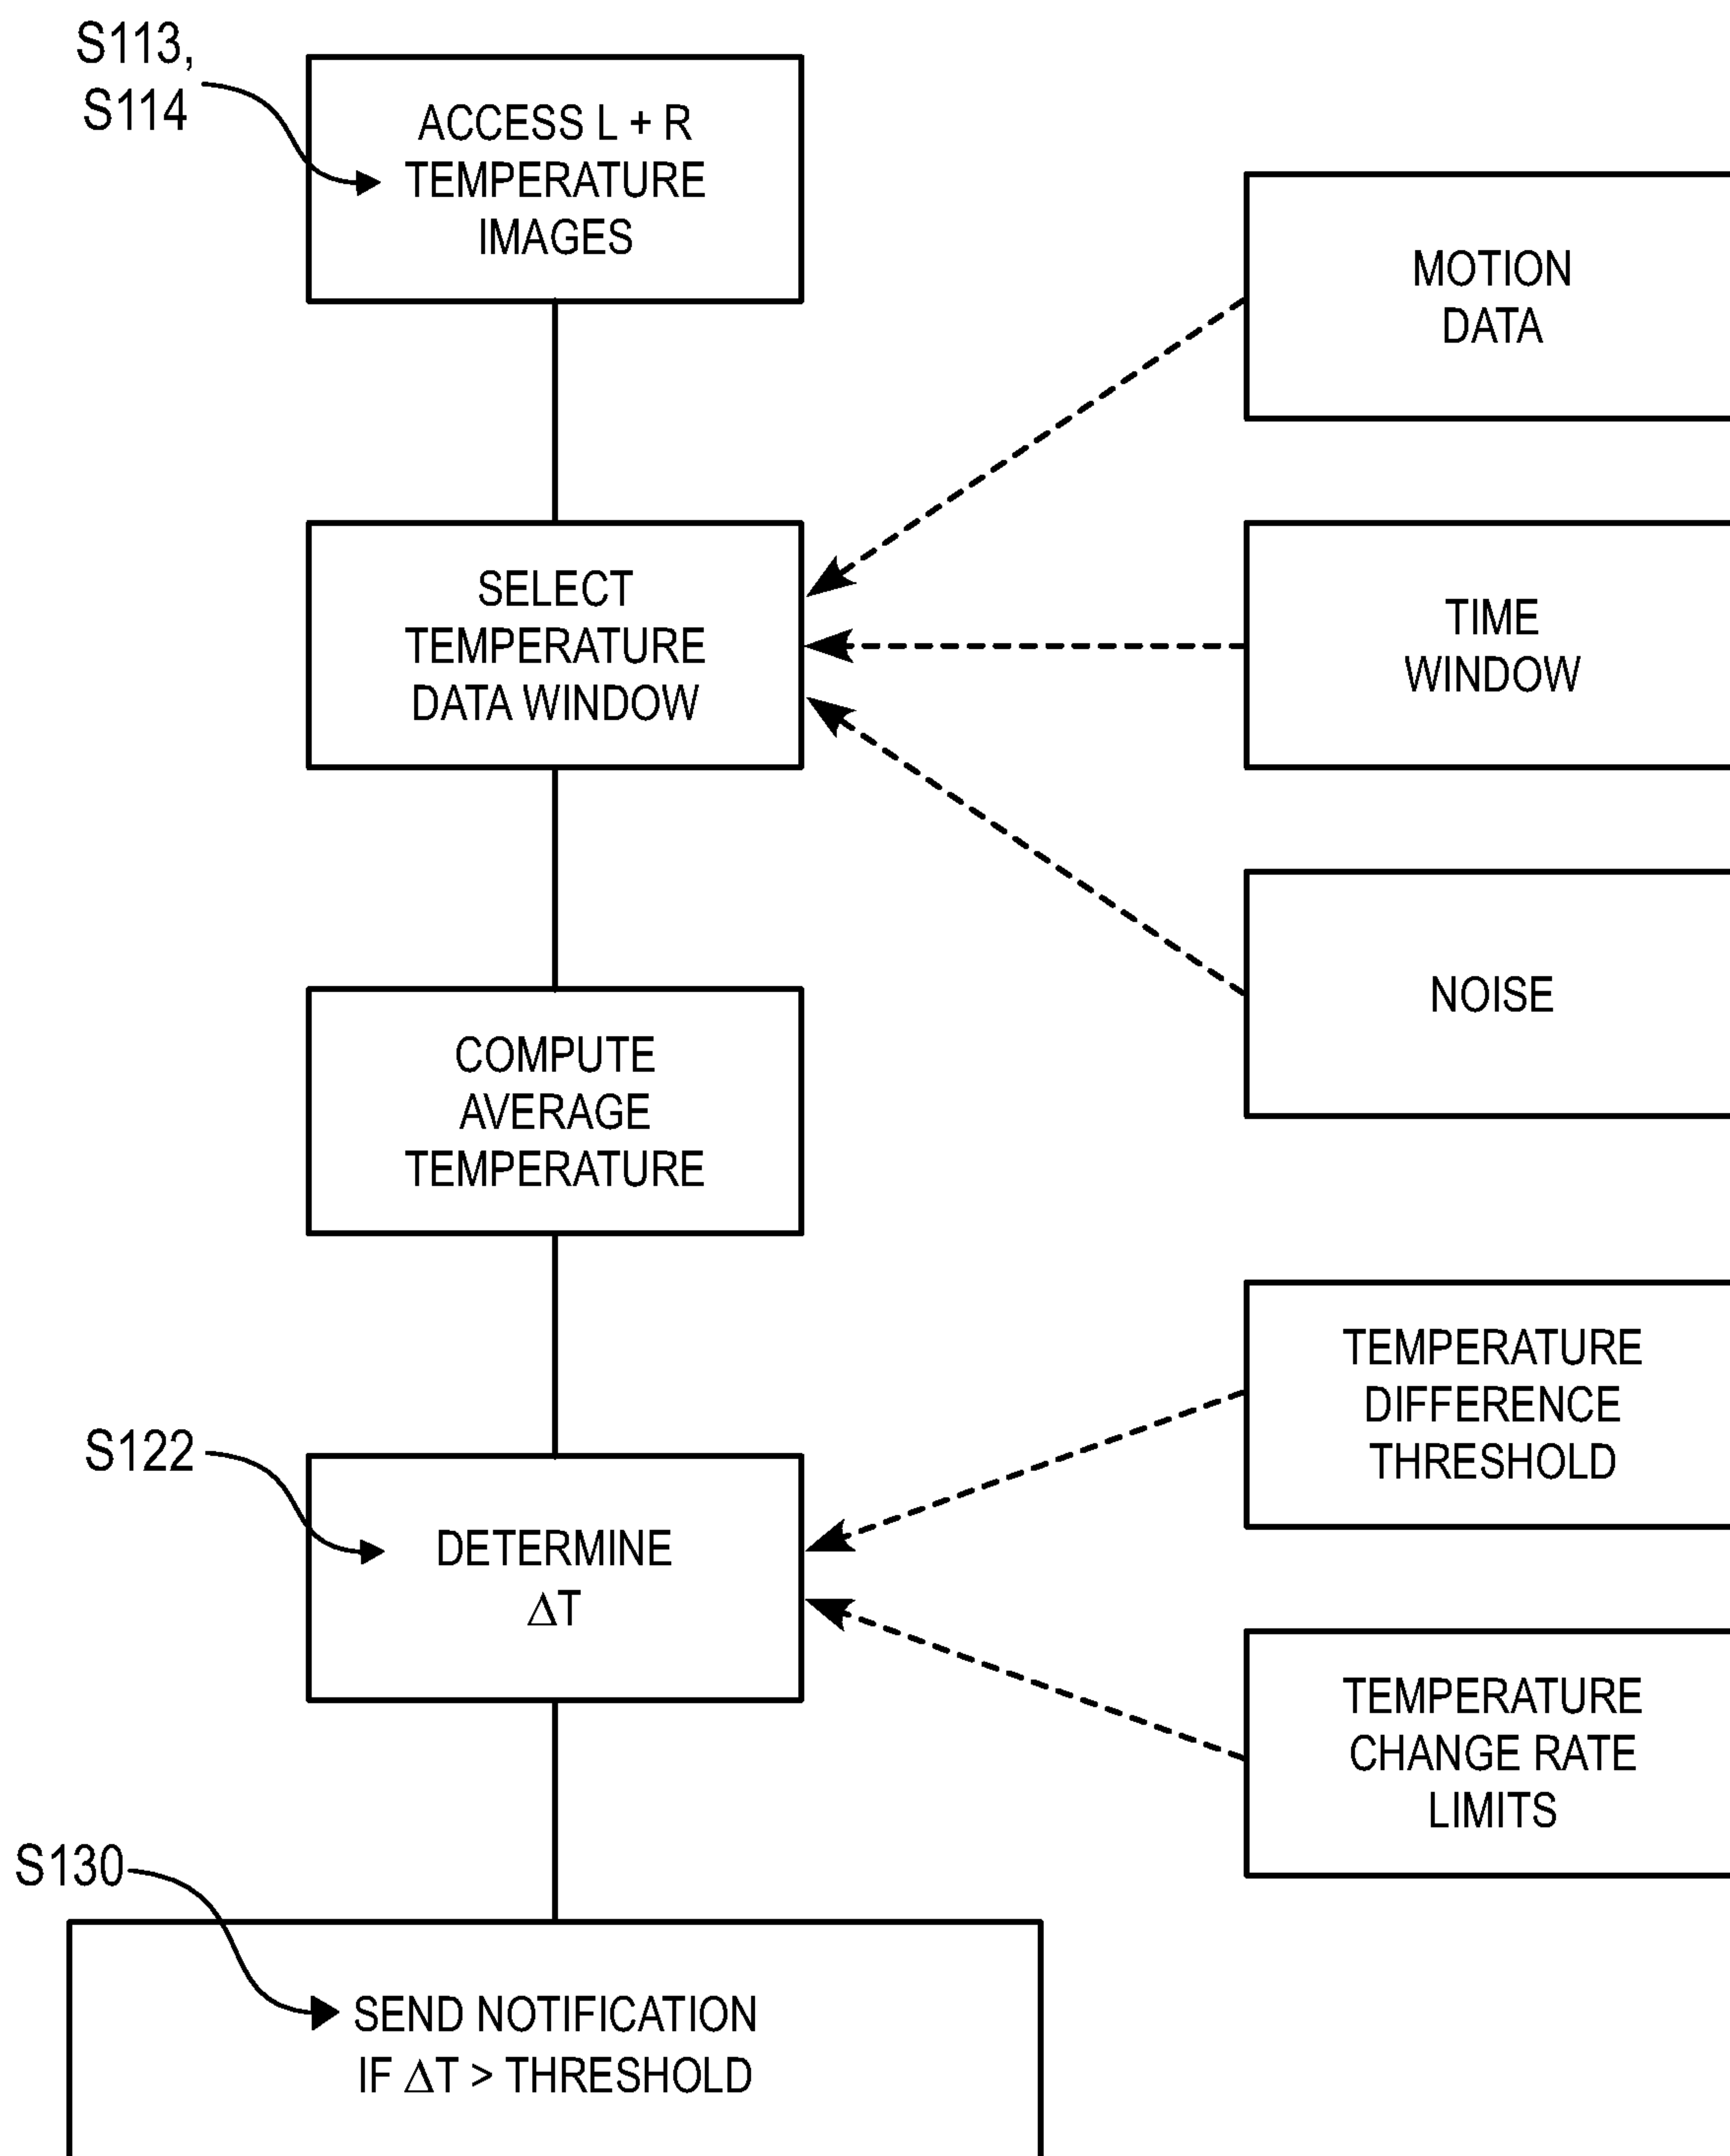 S113,
S114
ACCESS L + R
TEMPERATURE
IMAGES
MOTION
DATA
SELECT
TEMPERATURE
DATA WINDOW
TIME
WINDOW
NOISE
COMPUTE
AVERAGE
TEMPERATURE
TEMPERATURE
DIFFERENCE
THRESHOLD
S122
DETERMINE
ΔT
TEMPERATURE
CHANGE RATE
LIMITS
S130
SEND NOTIFICATION
IF ΔT > THRESHOLD